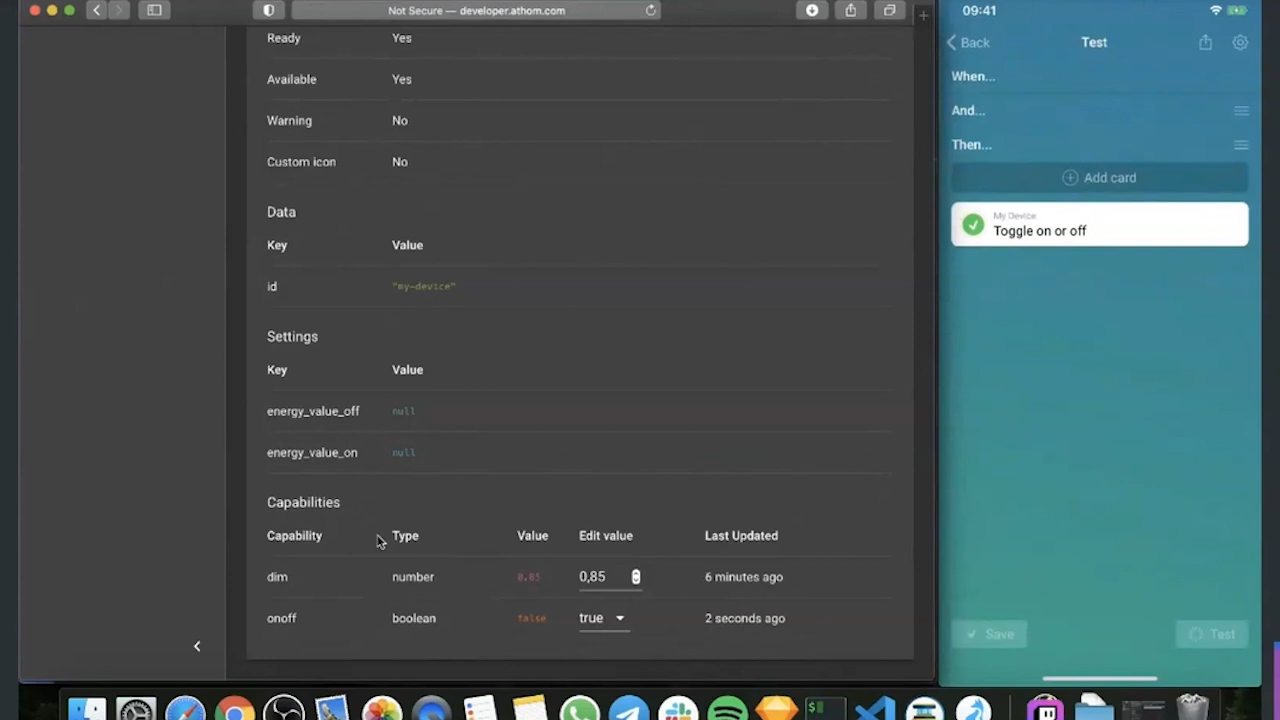 Not Secure — developer.athom.com
Ready Yes
Available Yes
Warning No
Custom icon No
Data
Key Value
id "my-device"
Settings
Key Value
energy_value_off null
energy_value_on null
Capabilities
Capability Type Value Edit value Last Updated
dim number 0.85 0,85 6 minutes ago
onoff boolean false true 2 seconds ago
09:41
Back Test
When...
And...
Then...
Add card
My Device
Toggle on or off
Save Test
$